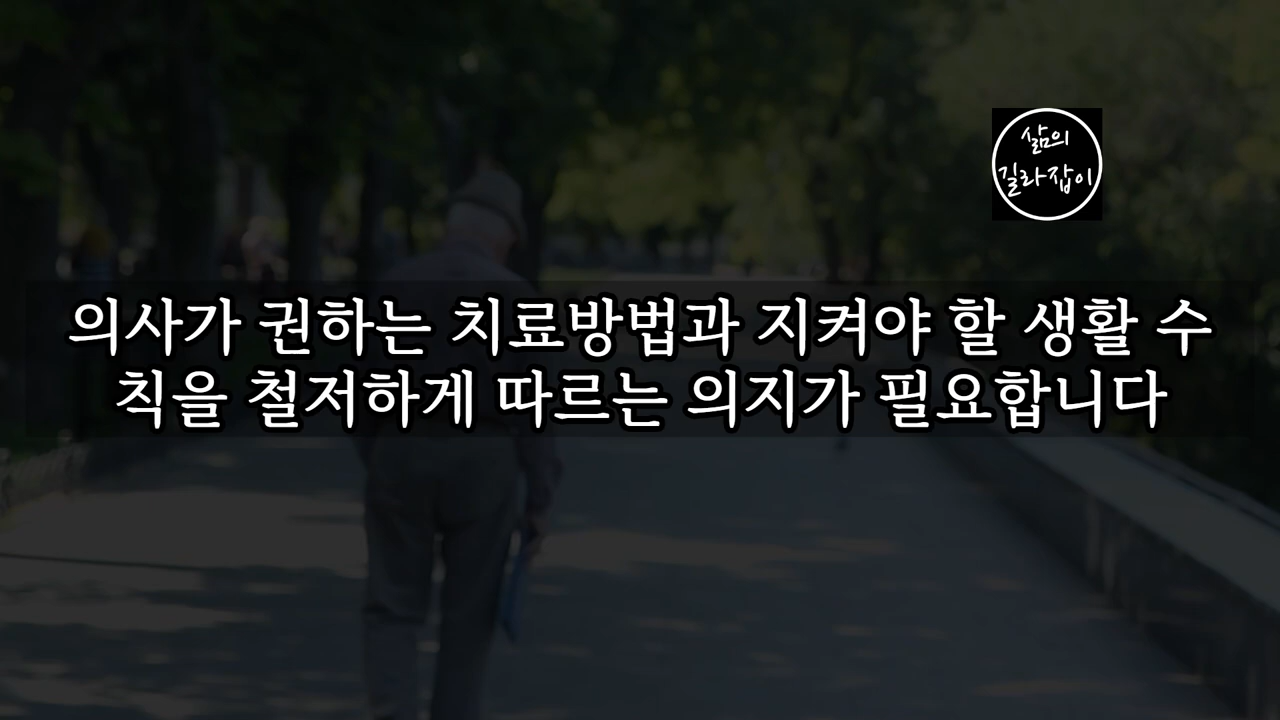 삶의
길라잡이
의사가 권하는 치료방법과 지켜야 할 생활 수
칙을 철저하게 따르는 의지가 필요합니다